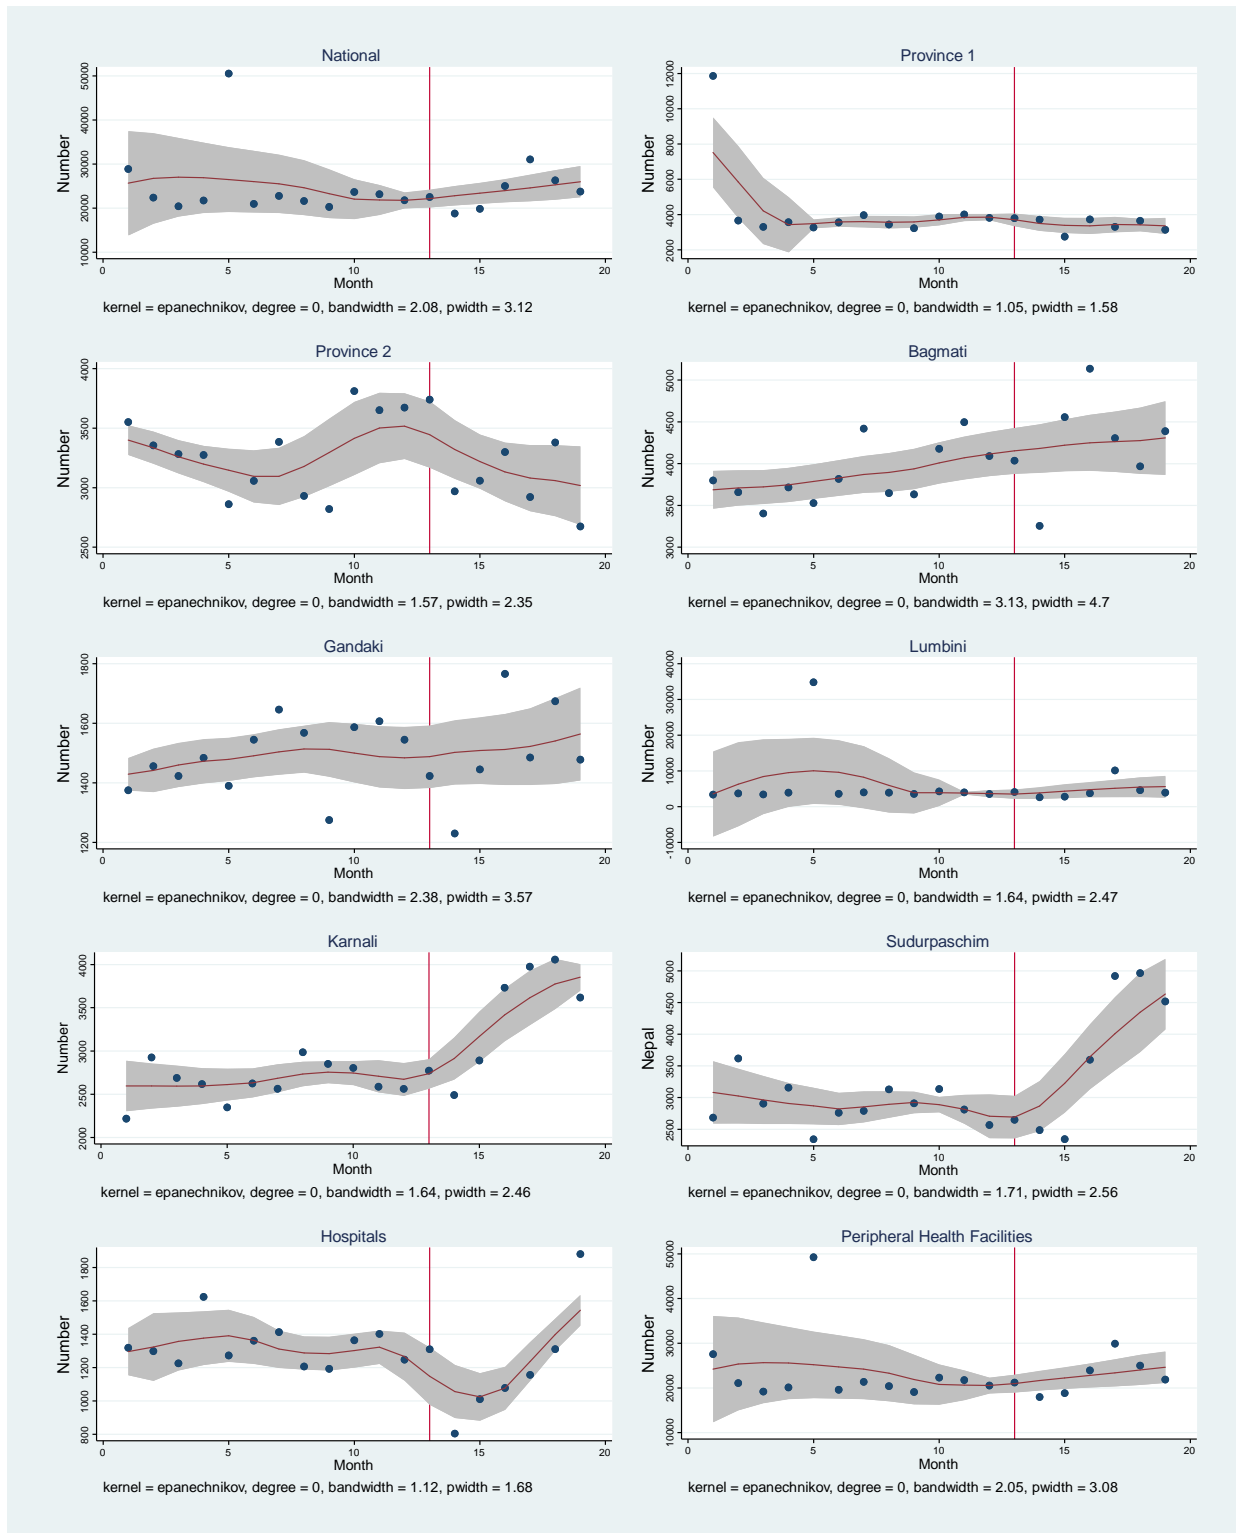 National
Number
50000
40000
30000
20000
10000
0 5 10 15 20
Month
kernel = epanechnikov, degree = 0, bandwidth = 2.08, pwidth = 3.12
Province 1
Number
12000
10000
8000
6000
4000
2000
0 5 10 15 20
Month
kernel = epanechnikov, degree = 0, bandwidth = 1.05, pwidth = 1.58
Province 2
Number
4000
3500
3000
2500
0 5 10 15 20
Month
kernel = epanechnikov, degree = 0, bandwidth = 1.57, pwidth = 2.35
Bagmati
Number
5000
4500
4000
3500
3000
0 5 10 15 20
Month
kernel = epanechnikov, degree = 0, bandwidth = 3.13, pwidth = 4.7
Gandaki
Number
1800
1600
1400
1200
0 5 10 15 20
Month
kernel = epanechnikov, degree = 0, bandwidth = 2.38, pwidth = 3.57
Lumbini
Number
40000
30000
20000
10000
0
-10000
0 5 10 15 20
Month
kernel = epanechnikov, degree = 0, bandwidth = 1.64, pwidth = 2.47
Karnali
Number
4000
3500
3000
2500
2000
0 5 10 15 20
Month
kernel = epanechnikov, degree = 0, bandwidth = 1.64, pwidth = 2.46
Sudurpaschim
Nepal
5000
4500
4000
3500
3000
2500
0 5 10 15 20
Month
kernel = epanechnikov, degree = 0, bandwidth = 1.71, pwidth = 2.56
Hospitals
Number
1800
1600
1400
1200
1000
800
0 5 10 15 20
Month
kernel = epanechnikov, degree = 0, bandwidth = 1.12, pwidth = 1.68
Peripheral Health Facilities
Number
50000
30000
20000
10000
0 5 10 15 20
Month
kernel = epanechnikov, degree = 0, bandwidth = 2.05, pwidth = 3.08